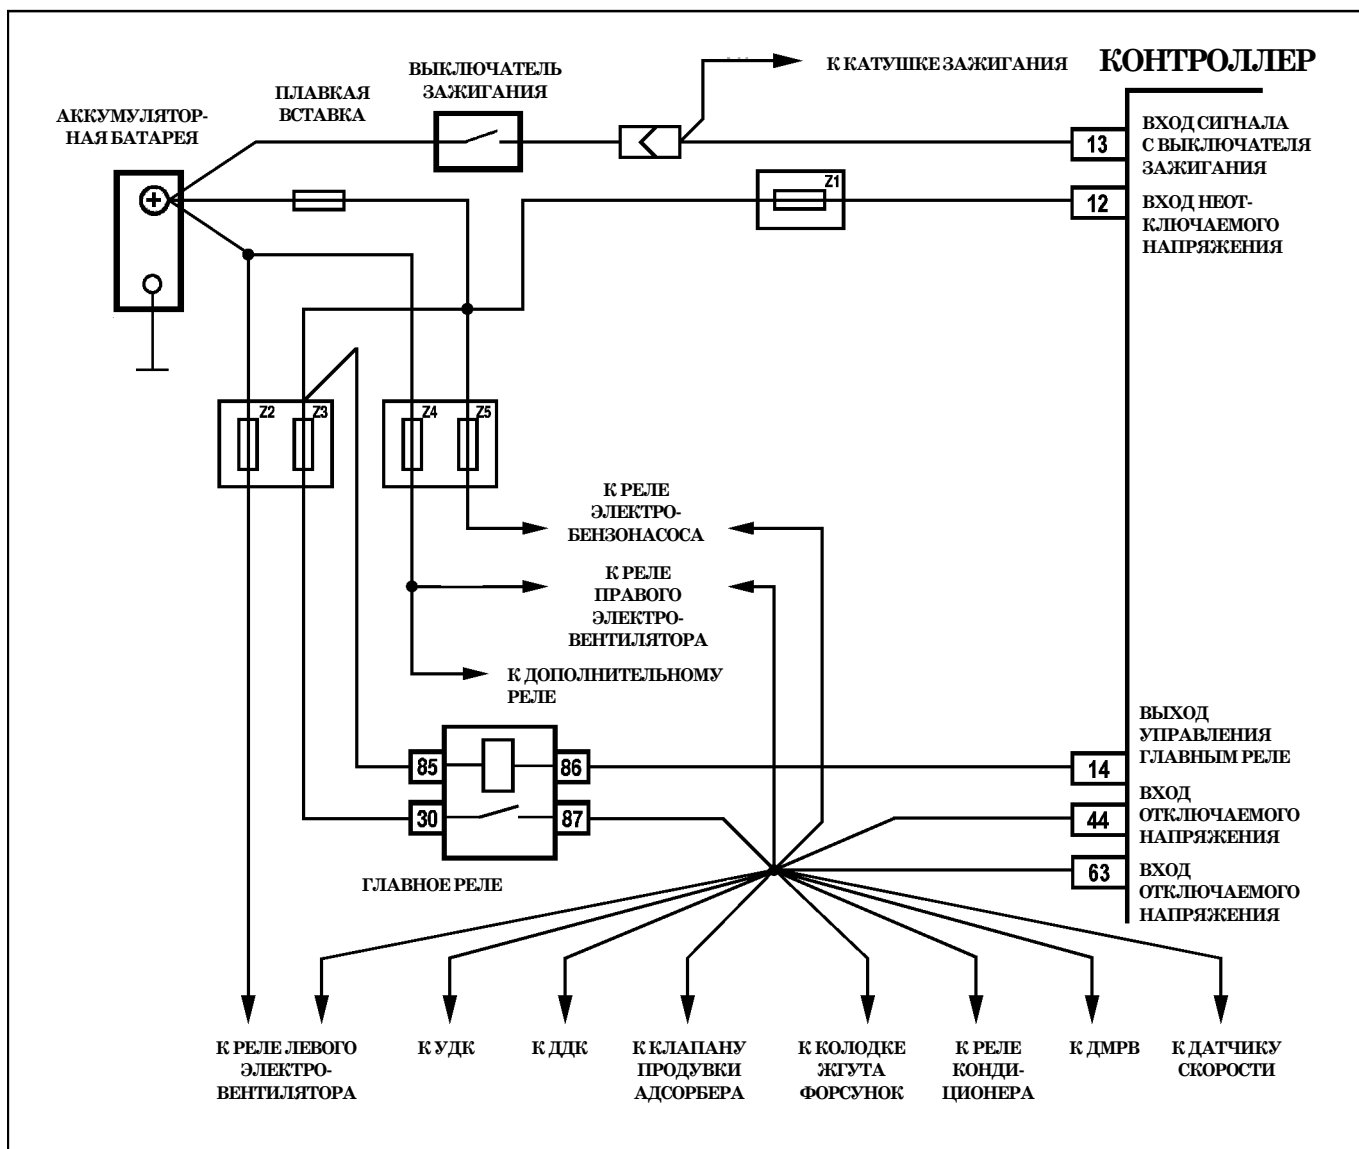 КОНТРОЛЛЕР
К КАТУШКЕ ЗАЖИГАНИЯ
ВЫКЛЮЧАТЕЛЬ
ЗАЖИГАНИЯ
ПЛАВКАЯ
ВСТАВКА
АККУМУЛЯТОР-
НАЯ БАТАРЕЯ
13
ВХОД СИГНАЛА
С ВЫКЛЮЧАТЕЛЯ
ЗАЖИГАНИЯ
Z1
12
ВХОД НЕОТ-
КЛЮЧАЕМОГО
НАПРЯЖЕНИЯ
Z2
Z3
Z4
Z5
К РЕЛЕ
ЭЛЕКТРО-
БЕНЗОНАСОСА
К РЕЛЕ
ПРАВОГО
ЭЛЕКТРО-
ВЕНТИЛЯТОРА
К ДОПОЛНИТЕЛЬНОМУ
РЕЛЕ
85
86
30
87
ГЛАВНОЕ РЕЛЕ
14
ВЫХОД
УПРАВЛЕНИЯ
ГЛАВНЫМ РЕЛЕ
44
ВХОД
ОТКЛЮЧАЕМОГО
НАПРЯЖЕНИЯ
63
ВХОД
ОТКЛЮЧАЕМОГО
НАПРЯЖЕНИЯ
К РЕЛЕ ЛЕВОГО
ЭЛЕКТРО-
ВЕНТИЛЯТОРА
К УДК
К ДДК
К КЛАПАНУ
ПРОДУВКИ
АДСОРБЕРА
К КОЛОДКЕ
ЖГУТА
ФОРСУНОК
К РЕЛЕ
КОНДИ-
ЦИОНЕРА
К ДМРВ
К ДАТЧИКУ
СКОРОСТИ